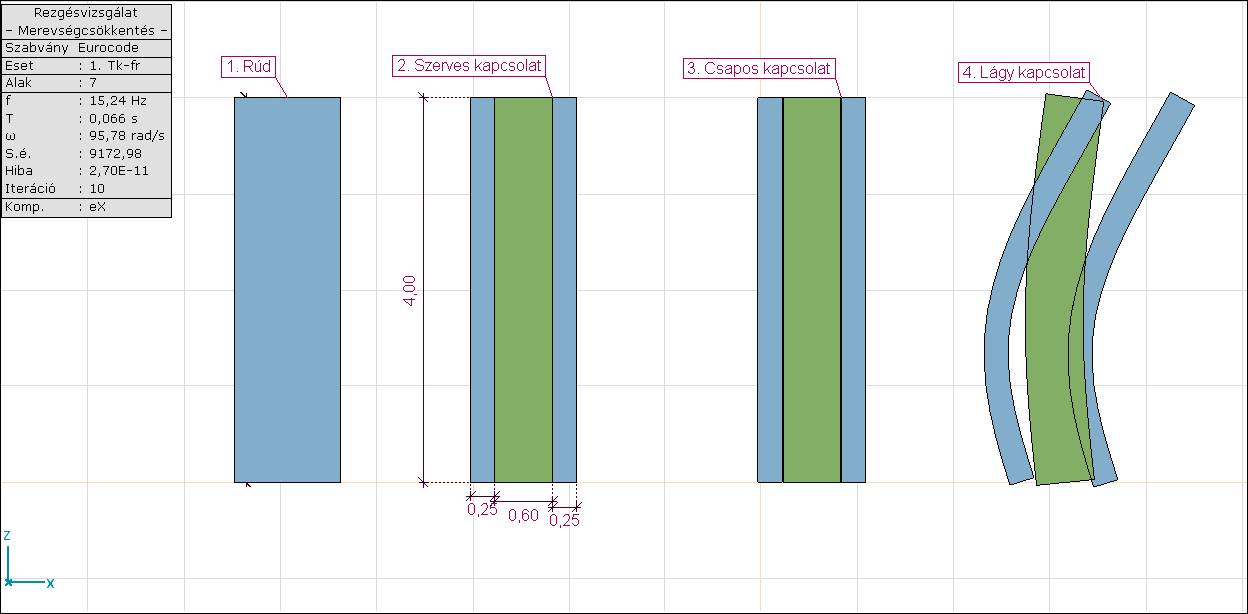 Rezgésvizsgálat
- Merevségcsökkentés -
Szabvány Eurocode
Eset : 1. Tk-fr
Alak : 7
f : 15,24 Hz
T : 0,066 s
ω : 95,78 rad/s
S.é. : 9172,98
Hiba : 2,70E-11
Iteráció : 10
Komp. : eX
1. Rúd
2. Szerves kapcsolat
3. Csapos kapcsolat
4. Lágy kapcsolat
4,00
0,25
0,60
0,25
Z
X